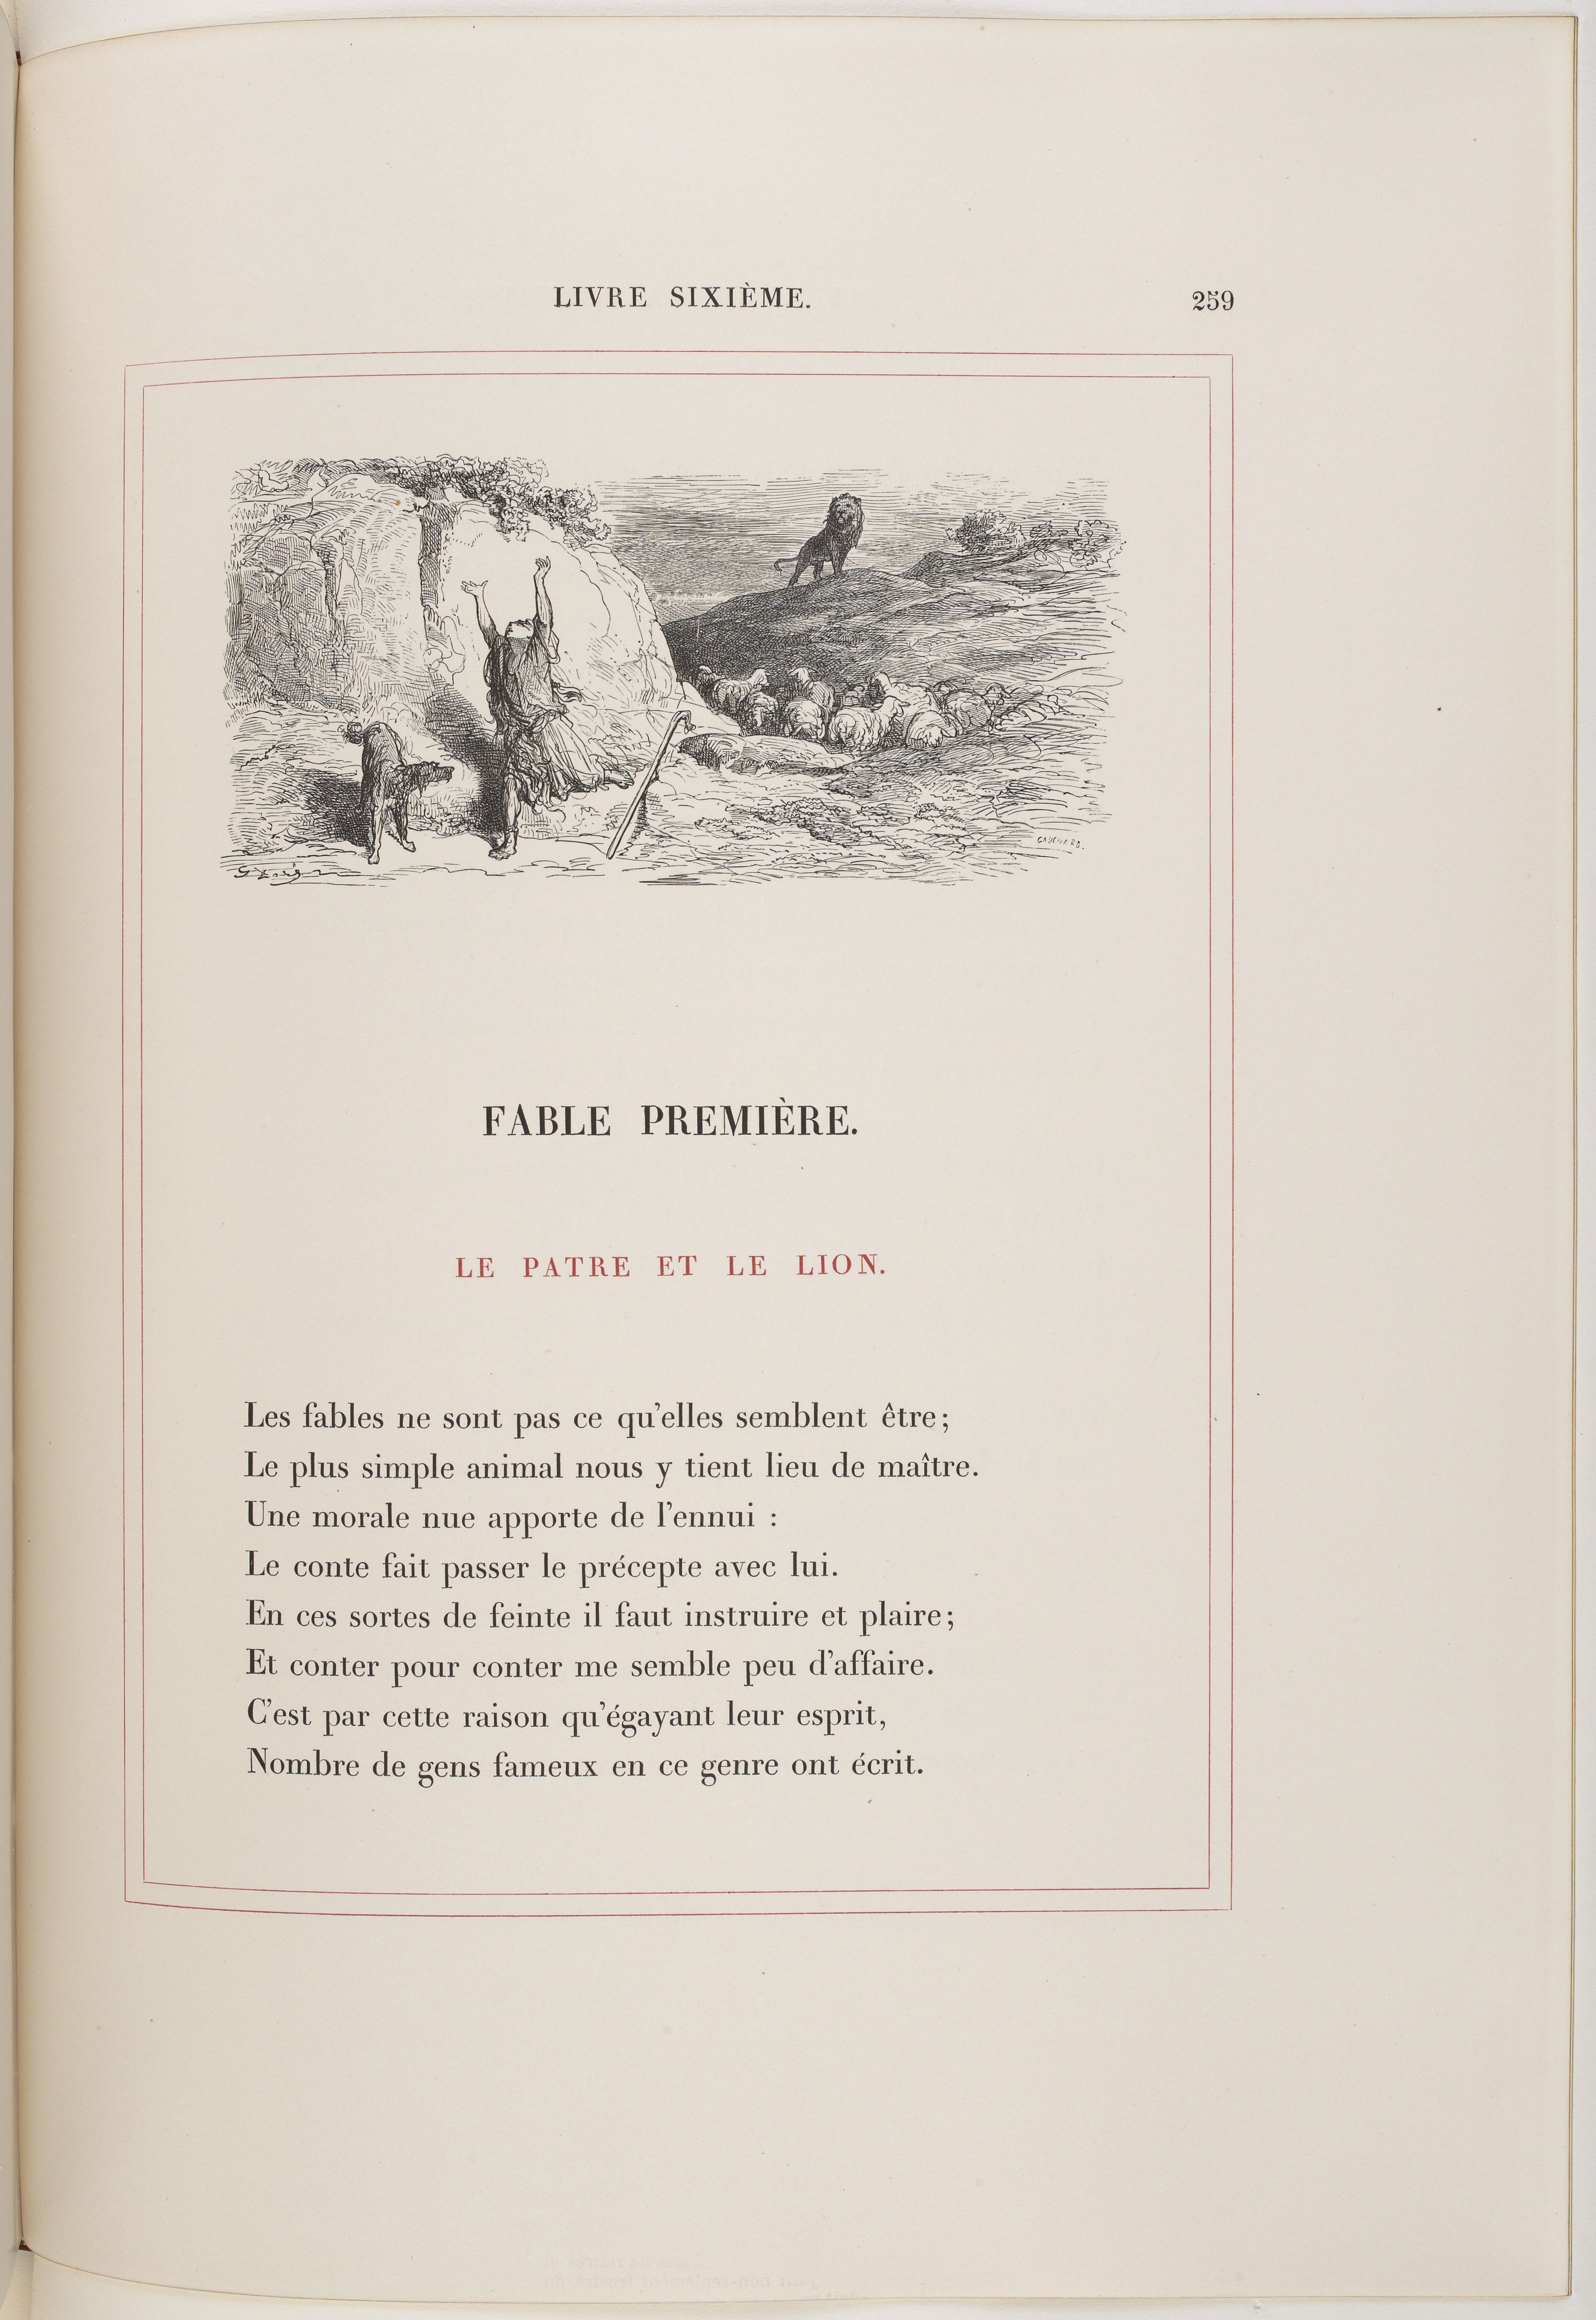 LIVRE SIXIÈME.
259
G Doré
FABLE PREMIÈRE.
LE PATRE ET LE LION.
Les fables ne sont pas ce qu'elles semblent être;
Le plus simple animal nous y tient lieu de maître.
Une morale nue apporte de l'ennui :
Le conte fait passer le précepte avec lui.
En ces sortes de feinte il faut instruire et plaire;
Et conter pour conter me semble peu d'affaire.
C'est par cette raison qu'égayant leur esprit,
Nombre de gens fameux en ce genre ont écrit.